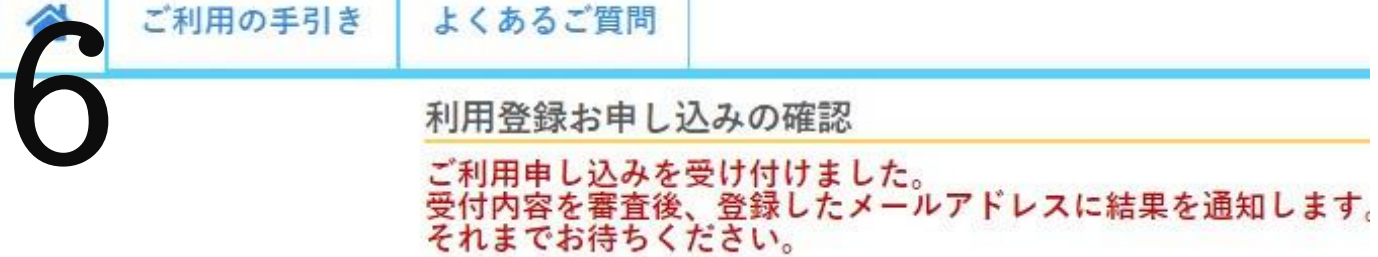 6
ご利用の手引き よくあるご質問
利用登録お申し込みの確認
ご利用申し込みを受け付けました。
受付内容を審査後、登録したメールアドレスに結果を通知します。
それまでお待ちください。